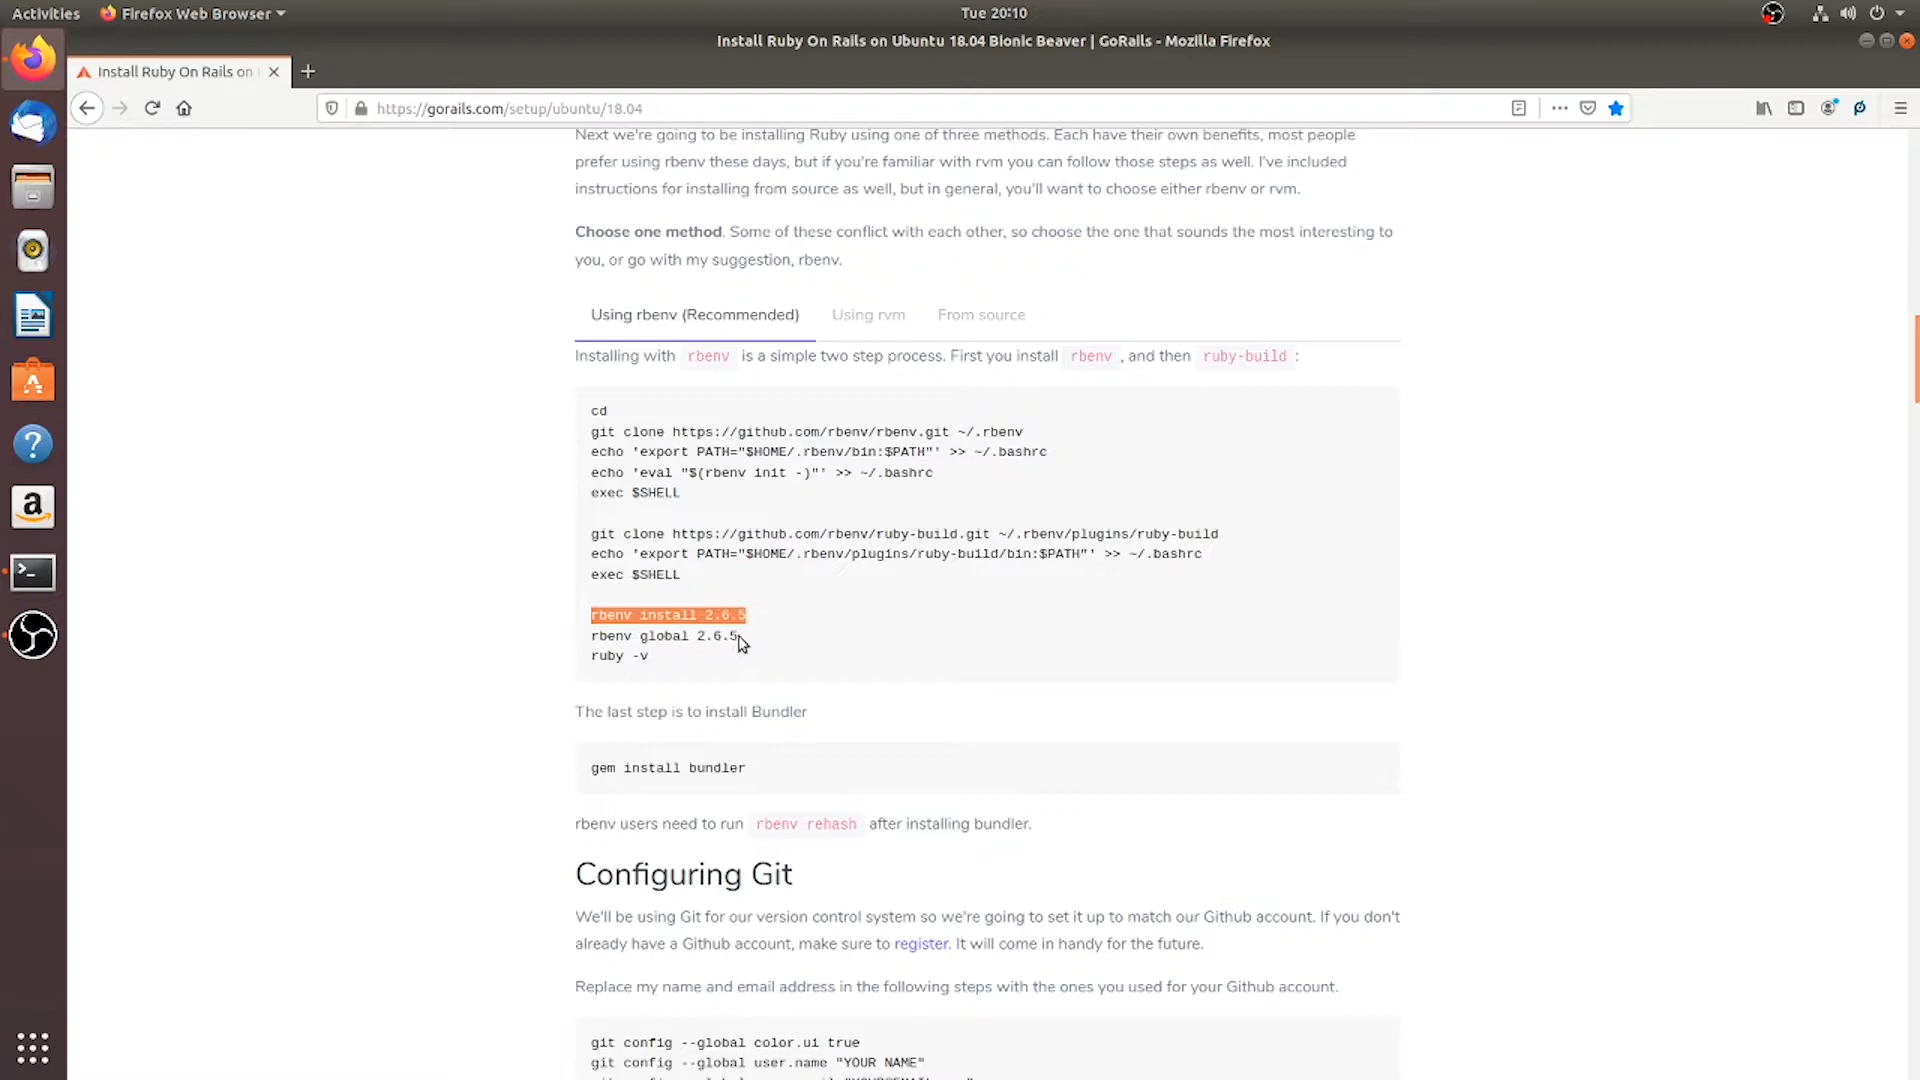 Activities
Firefox Web Browser
Tue 20:10
Install Ruby On Rails on Ubuntu 18.04 Bionic Beaver | GoRails - Mozilla Firefox
Install Ruby On Rails on
https://gorails.com/setup/ubuntu/18.04
Next we're going to be installing Ruby using one of three methods. Each have their own benefits, most people
prefer using rbenv these days, but if you're familiar with rvm you can follow those steps as well. I've included
instructions for installing from source as well, but in general, you'll want to choose either rbenv or rvm.
Choose one method. Some of these conflict with each other, so choose the one that sounds the most interesting to
you, or go with my suggestion, rbenv.
Using rbenv (Recommended) Using rvm From source
Installing with rbenv is a simple two step process. First you install rbenv , and then ruby-build :
cd
git clone https://github.com/rbenv/rbenv.git ~/.rbenv
echo 'export PATH="$HOME/.rbenv/bin:$PATH"' >> ~/.bashrc
echo 'eval "$(rbenv init -)"' >> ~/.bashrc
exec $SHELL
git clone https://github.com/rbenv/ruby-build.git ~/.rbenv/plugins/ruby-build
echo 'export PATH="$HOME/.rbenv/plugins/ruby-build/bin:$PATH"' >> ~/.bashrc
exec $SHELL
rbenv install 2.6.5
rbenv global 2.6.5
ruby -v
The last step is to install Bundler
gem install bundler
rbenv users need to run rbenv rehash after installing bundler.
Configuring Git
We'll be using Git for our version control system so we're going to set it up to match our Github account. If you don't
already have a Github account, make sure to register. It will come in handy for the future.
Replace my name and email address in the following steps with the ones you used for your Github account.
git config --global color.ui true
git config --global user.name "YOUR NAME"